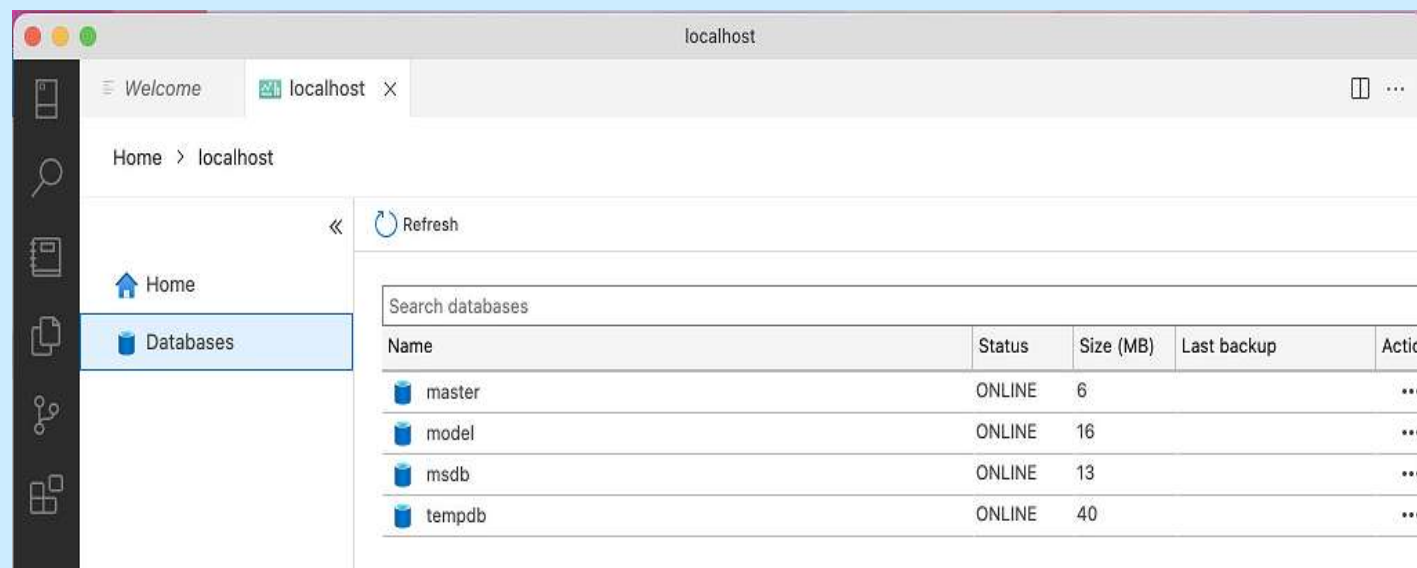 localhost
Welcome
localhost
Home > localhost
Refresh
Home
Databases
Search databases
Name Status Size (MB) Last backup Actio
master ONLINE 6
model ONLINE 16
msdb ONLINE 13
tempdb ONLINE 40